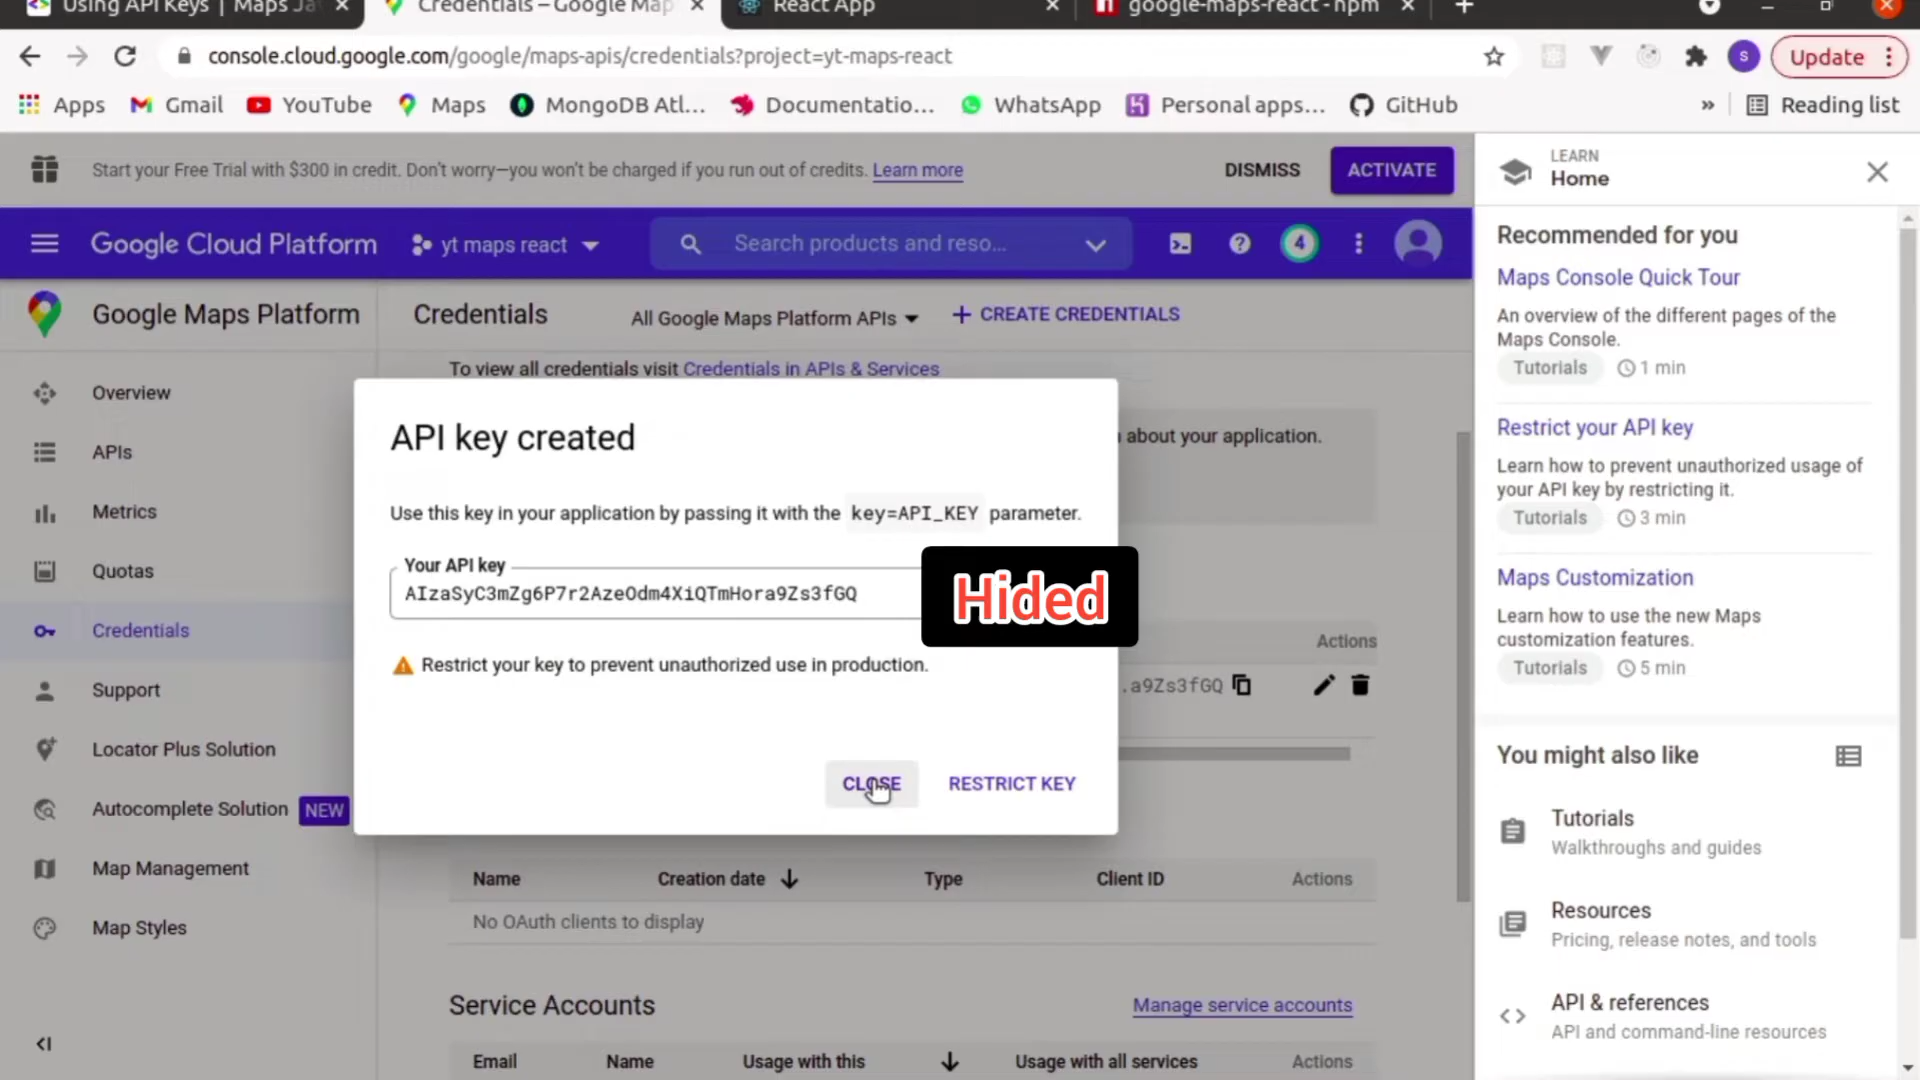 Using API Keys | Maps Ja
Credentials – Google Map
React App
google-maps-react - npm
console.cloud.google.com/google/maps-apis/credentials?project=yt-maps-react
S
Update
Apps
Gmail
YouTube
Maps
MongoDB Atl...
Documentatio...
WhatsApp
Personal apps...
GitHub
»
Reading list
Start your Free Trial with $300 in credit. Don't worry—you won't be charged if you run out of credits. Learn more
DISMISS
ACTIVATE
Google Cloud Platform
yt maps react
Search products and reso...
4
Google Maps Platform
Overview
APIs
Metrics
Quotas
Credentials
Support
Locator Plus Solution
Autocomplete Solution NEW
Map Management
Map Styles
Credentials
All Google Maps Platform APIs
+ CREATE CREDENTIALS
To view all credentials visit Credentials in APIs & Services
about your application.
API key created
Use this key in your application by passing it with the key=API_KEY parameter.
Your API key
AIzaSyC3mZg6P7r2AzeOdm4XiQTmHora9Zs3fGQ
Hided
Restrict your key to prevent unauthorized use in production.
CLOSE
RESTRICT KEY
Actions
.a9Zs3fGQ
Name
Creation date
Type
Client ID
Actions
No OAuth clients to display
Service Accounts
Manage service accounts
Email
Name
Usage with this
Usage with all services
Actions
LEARN
Home
Recommended for you
Maps Console Quick Tour
An overview of the different pages of the
Maps Console.
Tutorials
1 min
Restrict your API key
Learn how to prevent unauthorized usage of
your API key by restricting it.
Tutorials
3 min
Maps Customization
Learn how to use the new Maps
customization features.
Tutorials
5 min
You might also like
Tutorials
Walkthroughs and guides
Resources
Pricing, release notes, and tools
API & references
API and command-line resources